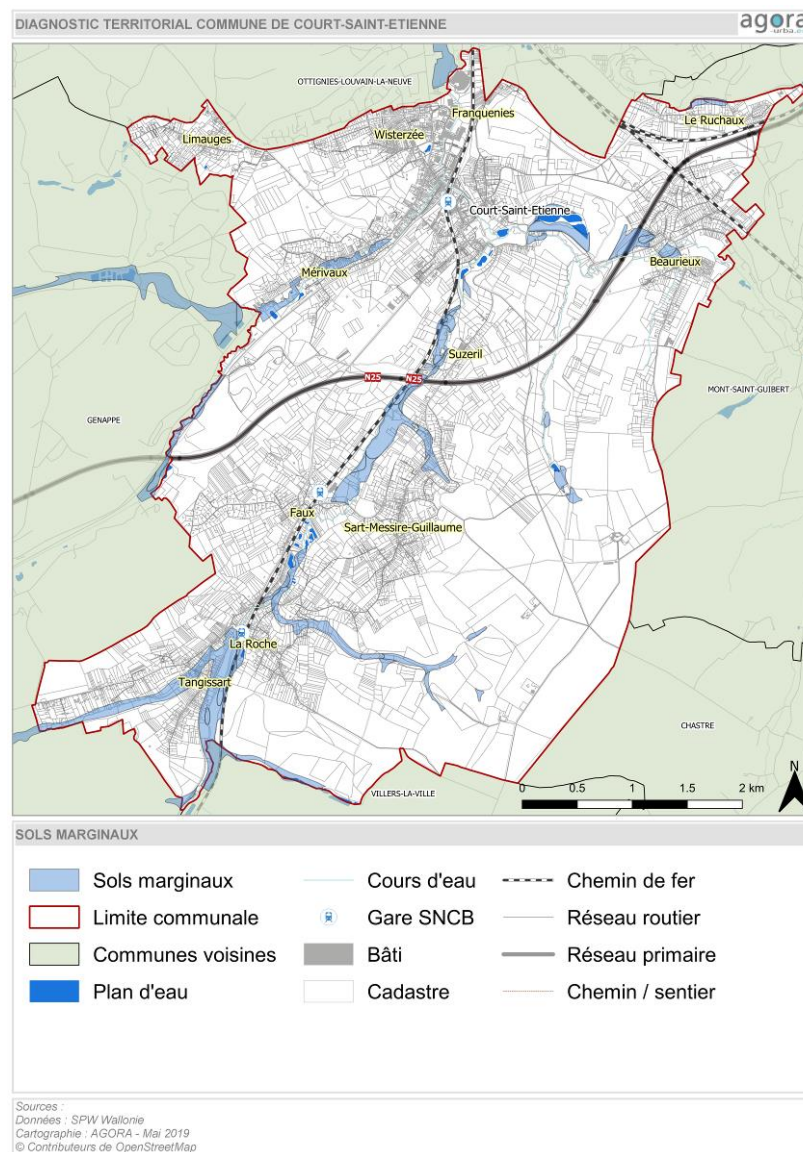 DIAGNOSTIC TERRITORIAL COMMUNE DE COURT-SAINT-ETIENNE
agora
-urba.e
OTTIGNIES-LOUVAIN-LA-NEUVE
Franquenies
Le Ruchaux
Wisterzée
Limauges
Court-Saint-Etienne
Beaurieux
Mérivaux
Suzeril
N25
N25
MONT-SAINT-GUIBERT
GENAPPE
Faux
Sart-Messire-Guillaume
La Roche
Tangissart
CHASTRE
N
VILLERS-LA-VILLE
0 0.5 1 1.5 2 km
SOLS MARGINAUX
Sols marginaux
Cours d'eau
Chemin de fer
Limite communale
Gare SNCB
Réseau routier
Communes voisines
Bâti
Réseau primaire
Plan d'eau
Cadastre
Chemin / sentier
Sources :
Données : SPW Wallonie
Cartographie : AGORA - Mai 2019
© Contributeurs de OpenStreetMap